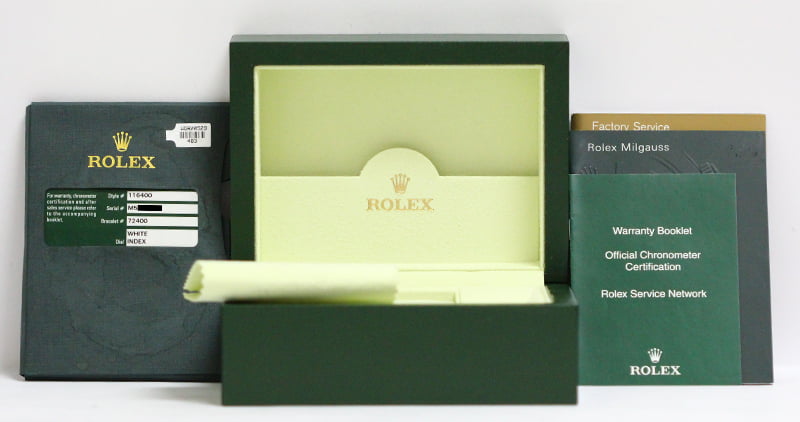 ROLEX
For warranty, chronometer
certification and after
sales service please refer
to the accompanying
booklet.
Style # 116400
Serial # M5
Bracelet # 72400
Dial WHITE
INDEX
403
ROLEX
Factory Service
Rolex Milgauss
Warranty Booklet
Official Chronometer
Certification
Rolex Service Network
ROLEX